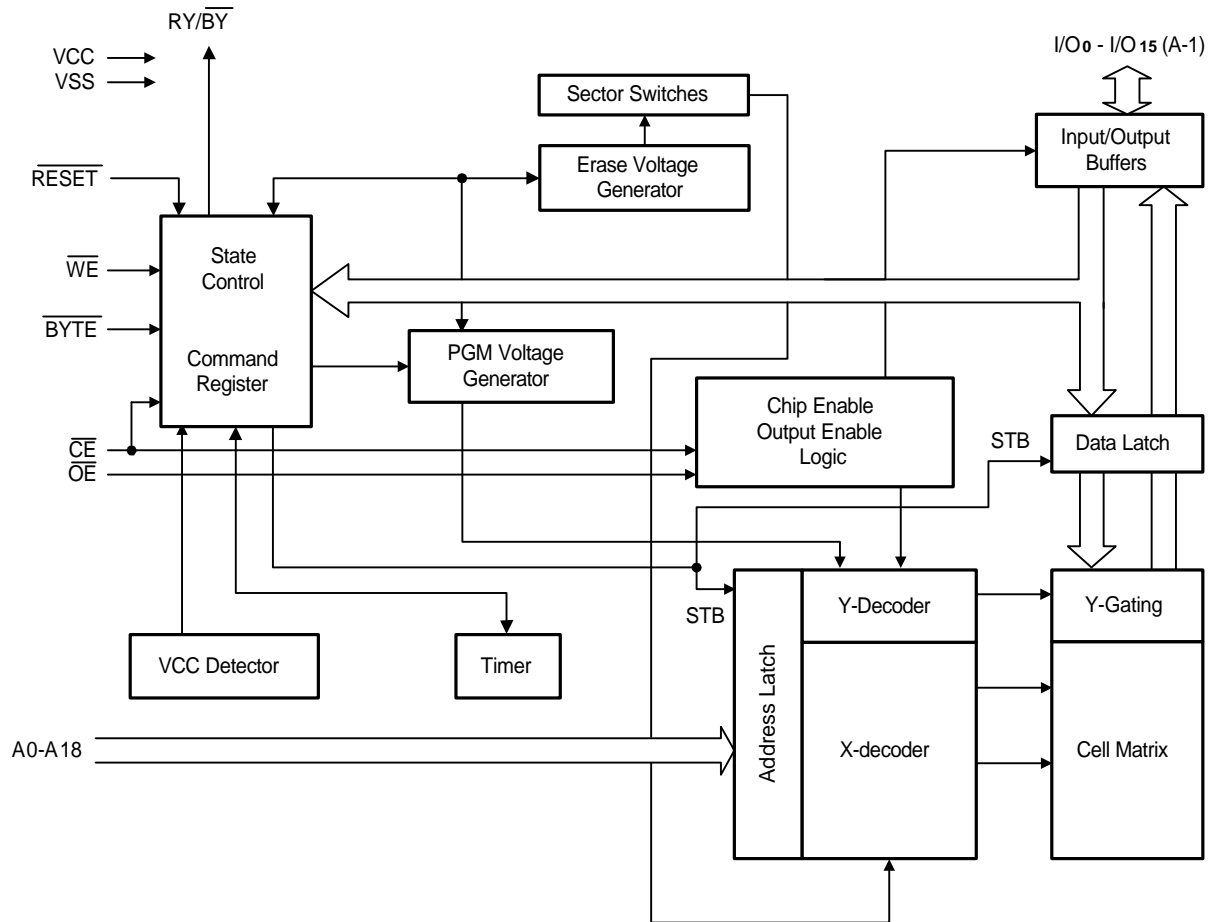 RY/BY
VCC
VSS
I/O0 - I/O15 (A-1)
Sector Switches
Input/Output
Buffers
Erase Voltage
Generator
RESET
State
Control
WE
BYTE
Command
Register
PGM Voltage
Generator
Chip Enable
Output Enable
Logic
CE
OE
STB
Data Latch
STB
Y-Decoder
Y-Gating
VCC Detector
Timer
Address Latch
A0-A18
X-decoder
Cell Matrix